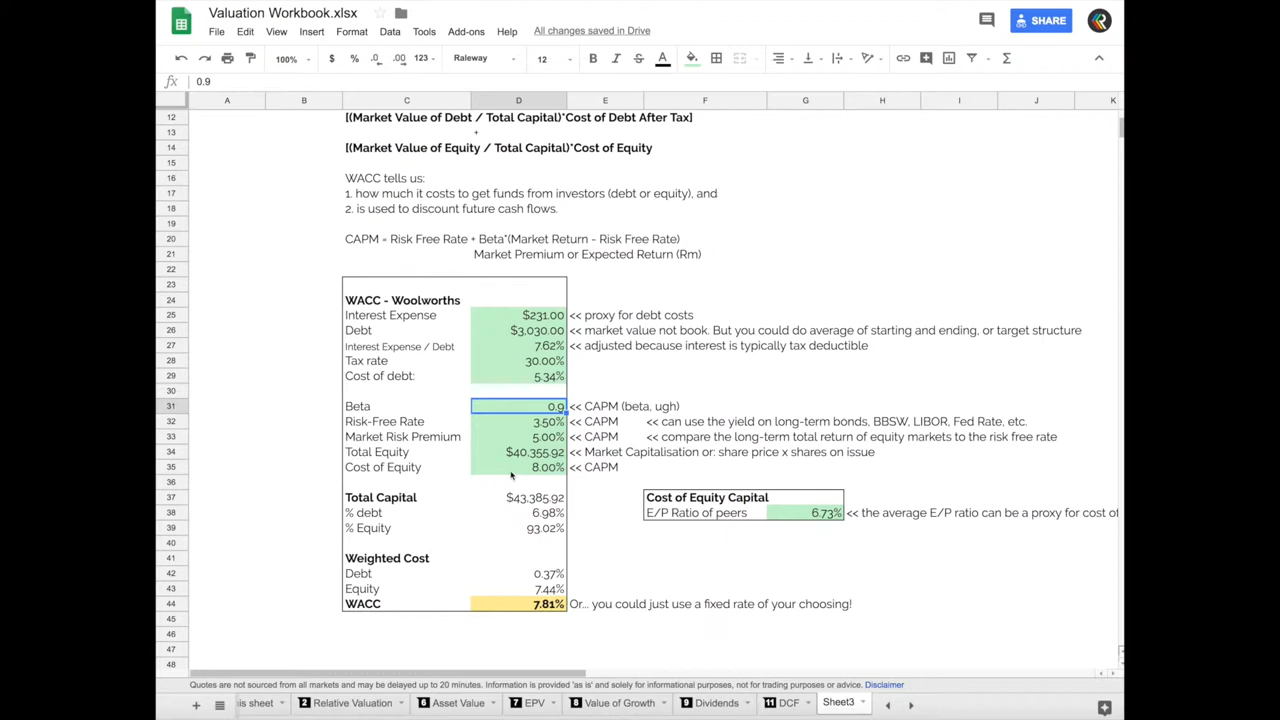 Valuation Workbook.xlsx
File Edit View Insert Format Data Tools Add-ons Help All changes saved in Drive
SHARE
100% $ % .0 .00 123 Raleway 12 B I S A Σ
fx 0.9
A B C D E F G H I J K
12 [(Market Value of Debt / Total Capital)*Cost of Debt After Tax]
13 +
14 [(Market Value of Equity / Total Capital)*Cost of Equity
15
16 WACC tells us:
17 1. how much it costs to get funds from investors (debt or equity), and
18 2. is used to discount future cash flows.
19
20 CAPM = Risk Free Rate + Beta*(Market Return - Risk Free Rate)
21 Market Premium or Expected Return (Rm)
22
23
24 WACC - Woolworths
25 Interest Expense $231.00 << proxy for debt costs
26 Debt $3,030.00 << market value not book. But you could do average of starting and ending, or target structure
27 Interest Expense / Debt 7.62% << adjusted because interest is typically tax deductible
28 Tax rate 30.00%
29 Cost of debt: 5.34%
30
31 Beta 0.9 << CAPM (beta, ugh)
32 Risk-Free Rate 3.50% << CAPM << can use the yield on long-term bonds, BBSW, LIBOR, Fed Rate, etc.
33 Market Risk Premium 5.00% << CAPM << compare the long-term total return of equity markets to the risk free rate
34 Total Equity $40,355.92 << Market Capitalisation or: share price x shares on issue
35 Cost of Equity 8.00% << CAPM
36
37 Total Capital $43,385.92 Cost of Equity Capital
38 % debt 6.98% E/P Ratio of peers 6.73% << the average E/P ratio can be a proxy for cost of
39 % Equity 93.02%
40
41 Weighted Cost
42 Debt 0.37%
43 Equity 7.44%
44 WACC 7.81% Or... you could just use a fixed rate of your choosing!
45
46
47
48
Quotes are not sourced from all markets and may be delayed up to 20 minutes. Information is provided 'as is' and solely for informational purposes, not for trading purposes or advice. Disclaimer
+ is sheet 2 Relative Valuation 6 Asset Value 7 EPV 8 Value of Growth 9 Dividends 11 DCF Sheet3